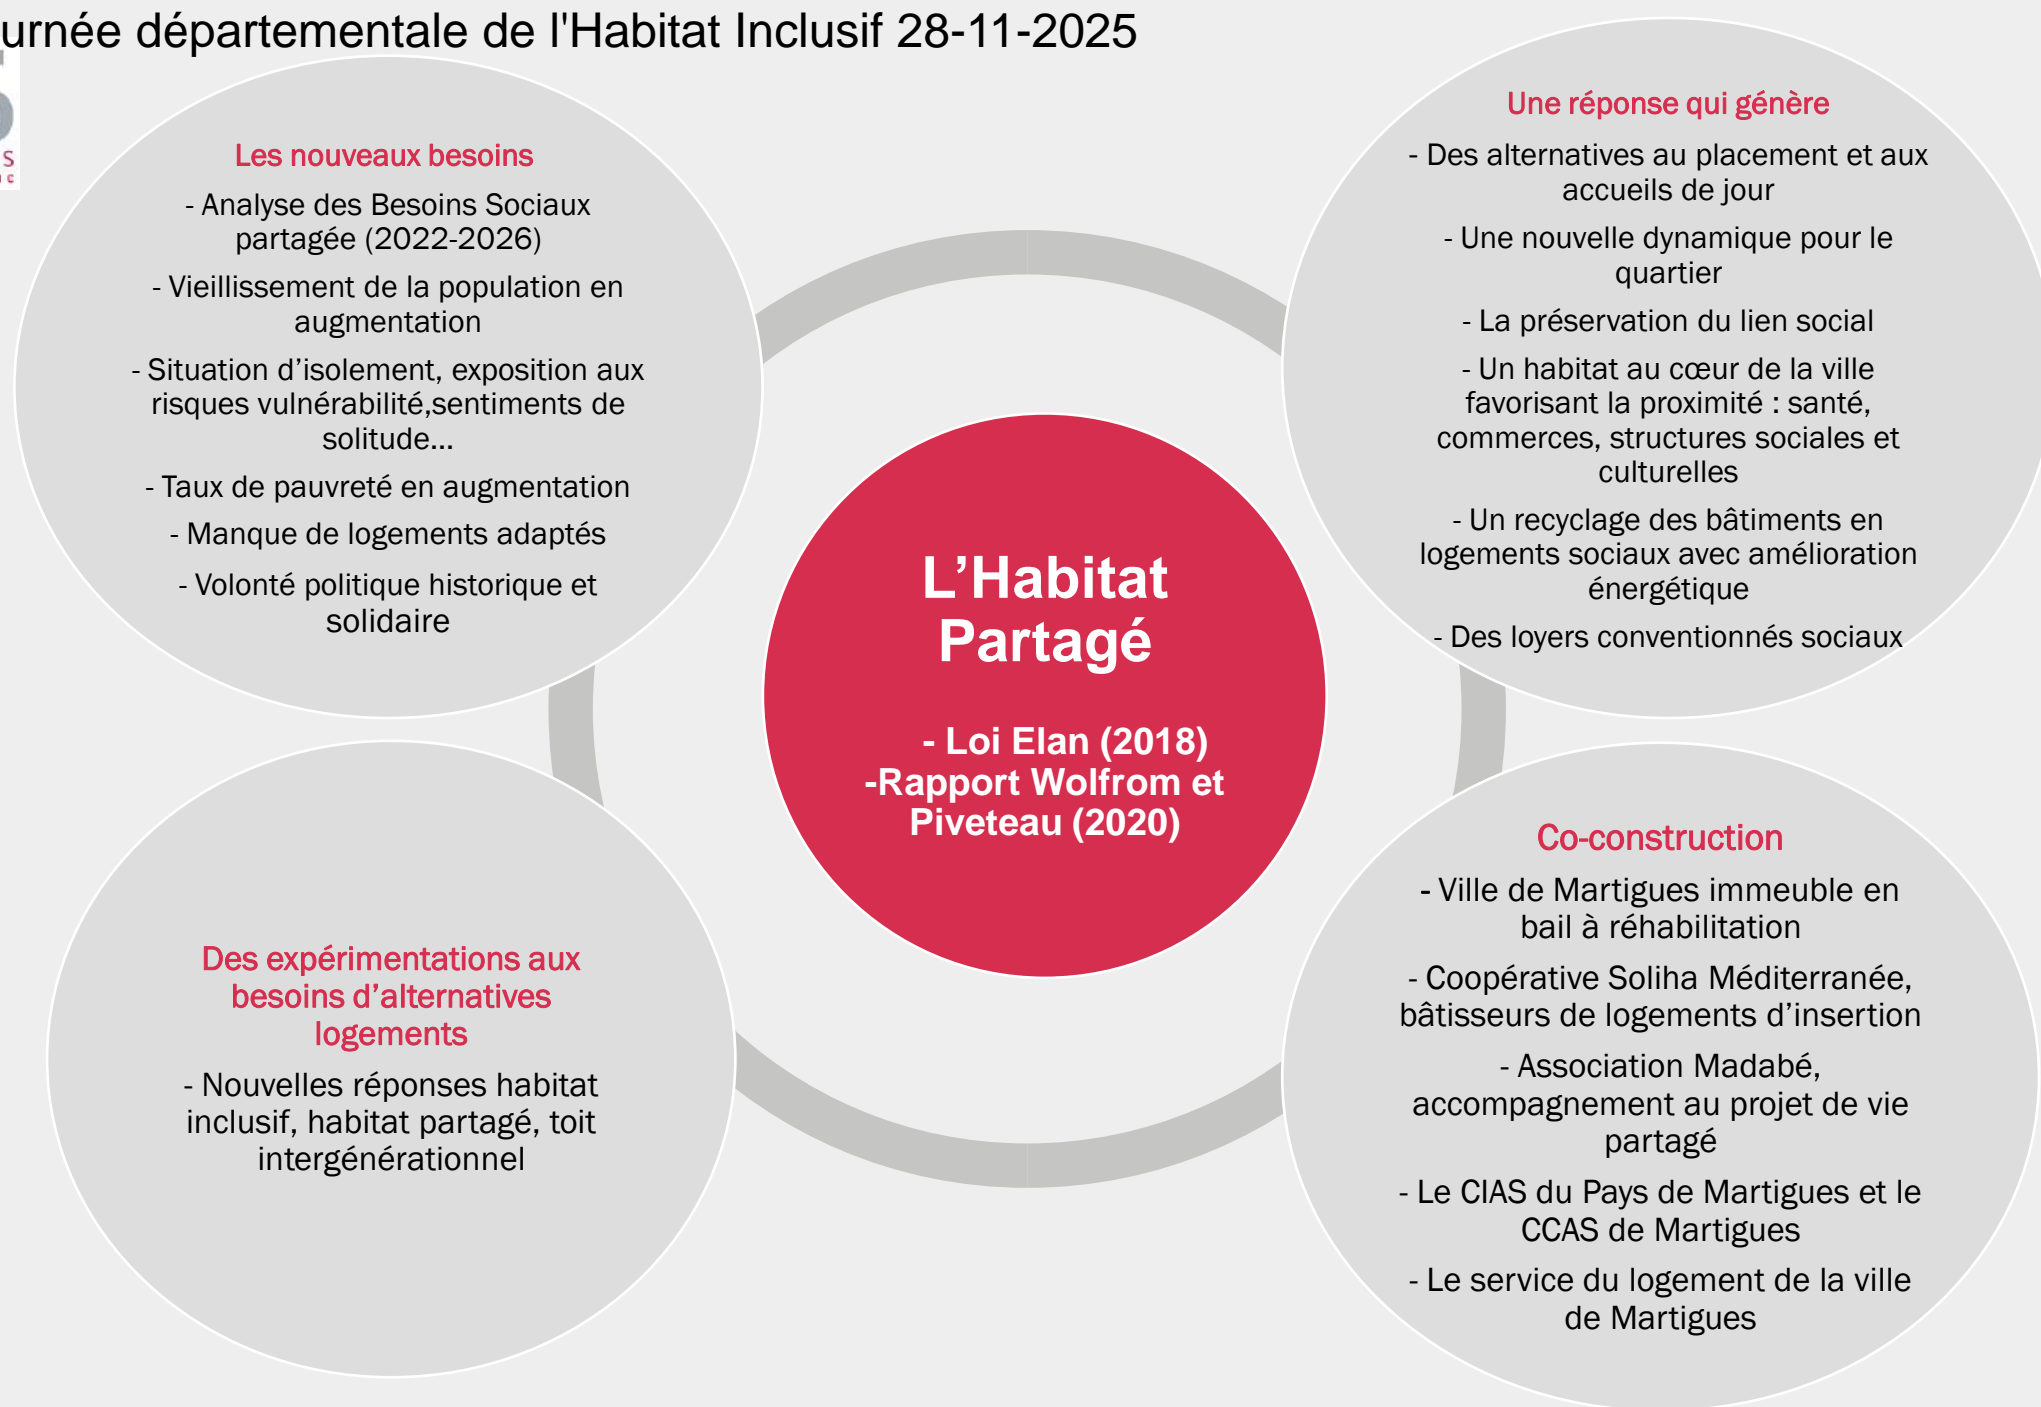 urnée départementale de l'Habitat Inclusif 28-11-2025
Les nouveaux besoins
- Analyse des Besoins Sociaux
partagée (2022-2026)
- Vieillissement de la population en
augmentation
- Situation d’isolement, exposition aux
risques vulnérabilité,sentiments de
solitude...
- Taux de pauvreté en augmentation
- Manque de logements adaptés
- Volonté politique historique et
solidaire
Une réponse qui génère
- Des alternatives au placement et aux
accueils de jour
- Une nouvelle dynamique pour le
quartier
- La préservation du lien social
- Un habitat au cœur de la ville
favorisant la proximité : santé,
commerces, structures sociales et
culturelles
- Un recyclage des bâtiments en
logements sociaux avec amélioration
énergétique
- Des loyers conventionnés sociaux
L’Habitat
Partagé
- Loi Elan (2018)
-Rapport Wolfrom et
Piveteau (2020)
Des expérimentations aux
besoins d’alternatives
logements
- Nouvelles réponses habitat
inclusif, habitat partagé, toit
intergénérationnel
Co-construction
- Ville de Martigues immeuble en
bail à réhabilitation
- Coopérative Soliha Méditerranée,
bâtisseurs de logements d’insertion
- Association Madabé,
accompagnement au projet de vie
partagé
- Le CIAS du Pays de Martigues et le
CCAS de Martigues
- Le service du logement de la ville
de Martigues